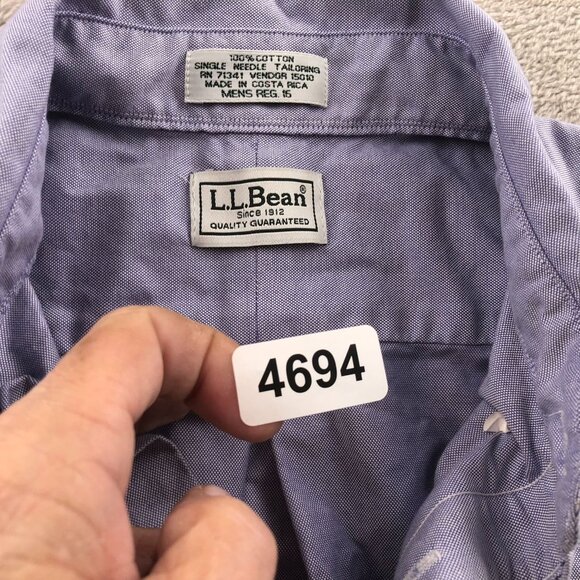 100% COTTON
SINGLE NEEDLE TAILORING
RN 71341 VENDOR 15010
MADE IN COSTA RICA
MENS REG. 15
L.L.Bean®
Since 1912
QUALITY GUARANTEED
4694